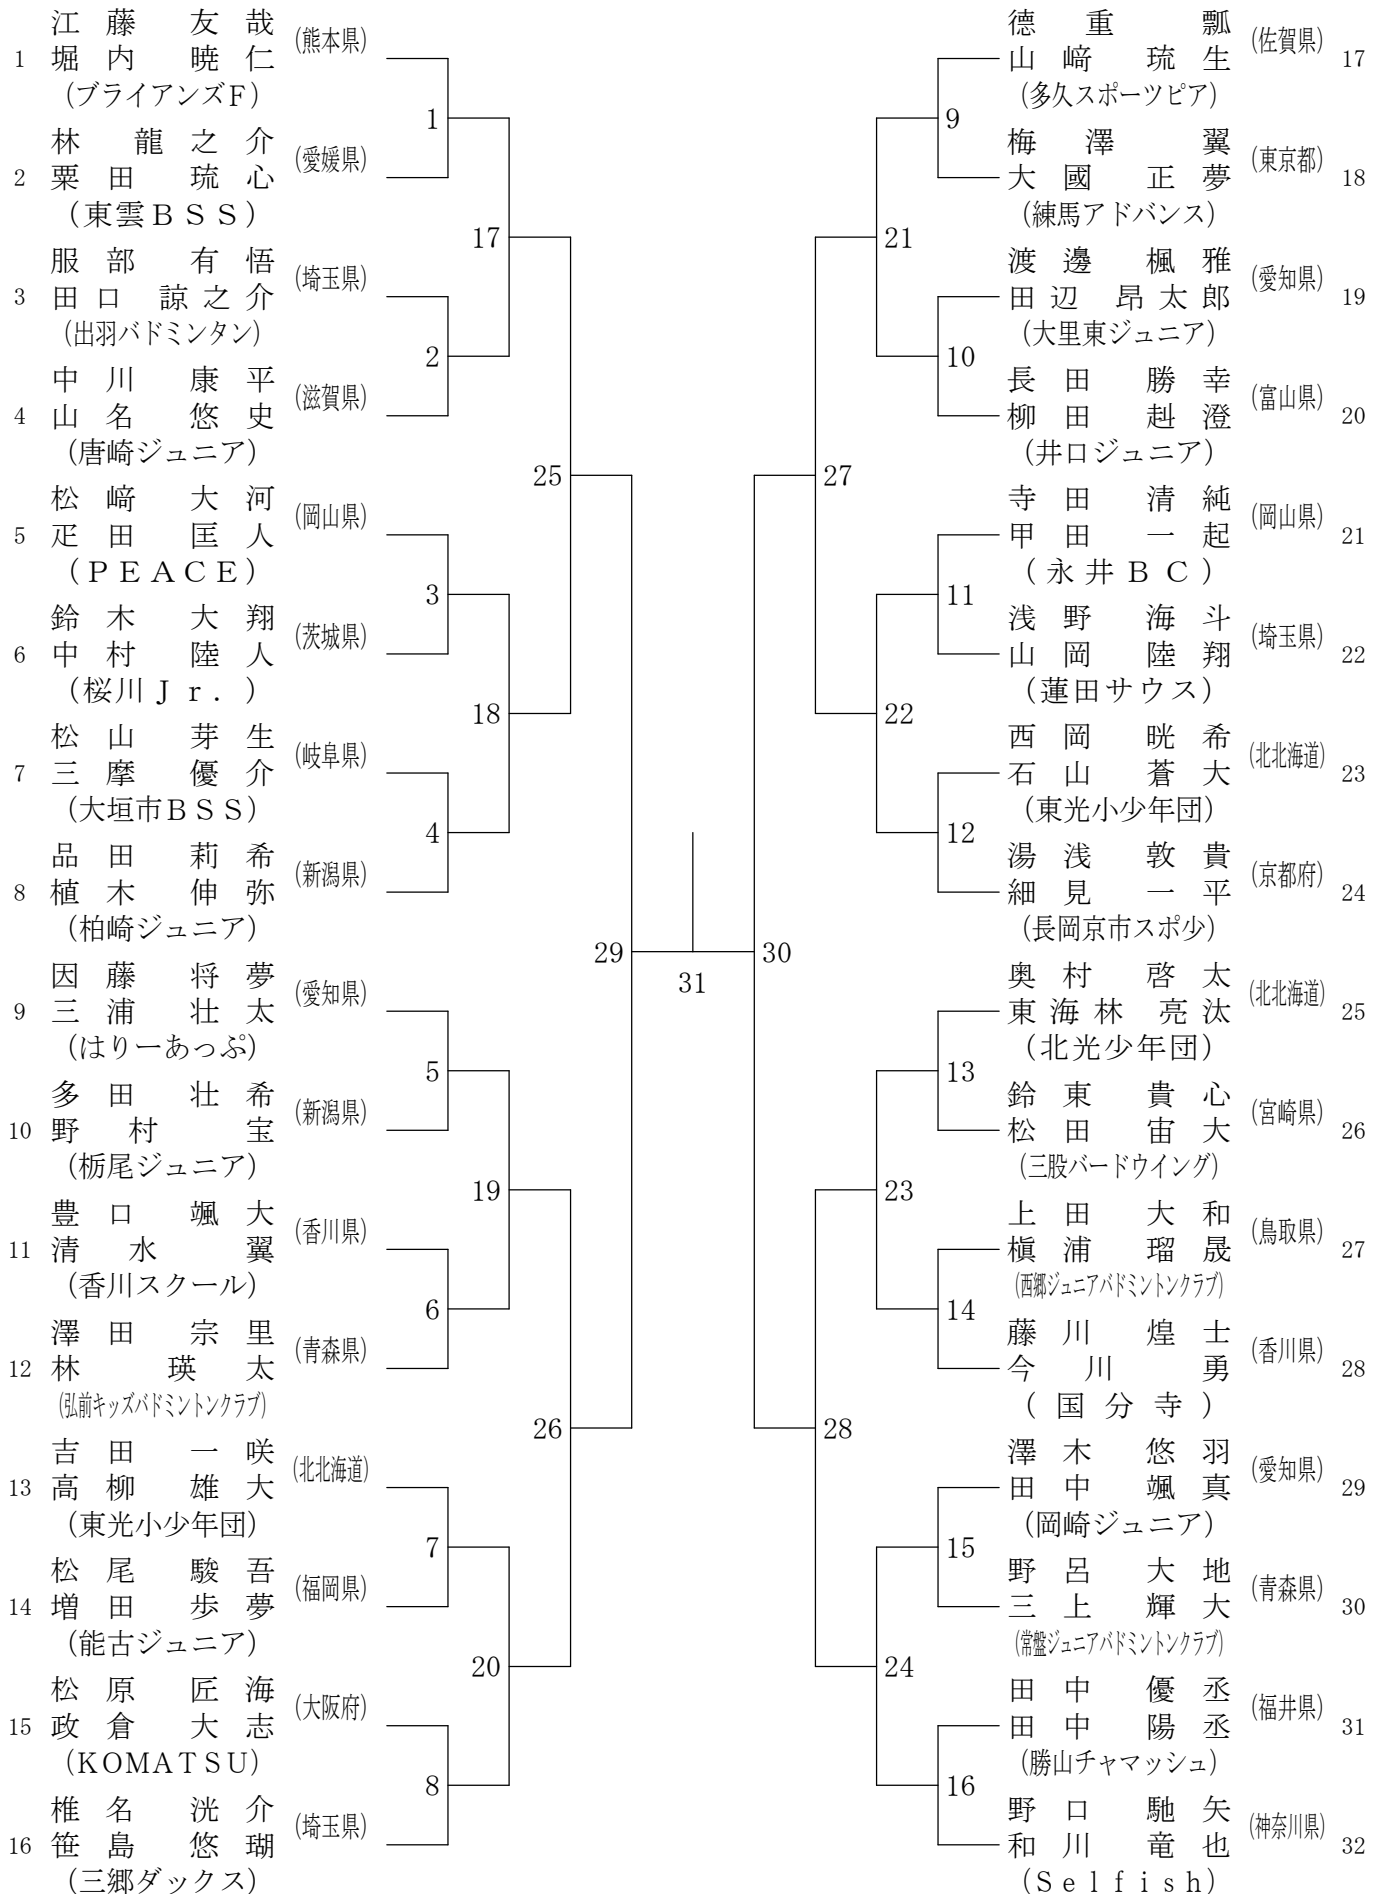 江藤 友哉 (熊本県)
1 堀内 暁仁
(ブライアンズF)
1
林 龍之介 (愛媛県)
2 粟田 琉心
(東雲BSS)
17
服部 有悟 (埼玉県)
3 田口 諒之介
(出羽バドミンタン)
2
中川 康平 (滋賀県)
4 山名 悠史
(唐崎ジュニア)
25
松﨑 大河 (岡山県)
5 疋田 匡人
(PEACE)
3
鈴木 大翔 (茨城県)
6 中村 陸人
(桜川Jr.)
18
松山 芽生 (岐阜県)
7 三摩 優介
(大垣市BSS)
4
品田 莉希 (新潟県)
8 植木 伸弥
(柏崎ジュニア)
29
因藤 将夢 (愛知県)
9 三浦 壮太
(はりーあっぷ)
5
多田 壮希 (新潟県)
10 野村 宝
(栃尾ジュニア)
19
豊口 颯大 (香川県)
11 清水 翼
(香川スクール)
6
澤田 宗里 (青森県)
12 林 瑛太
(弘前キッズバドミントンクラブ)
26
吉田 一咲 (北北海道)
13 高柳 雄大
(東光小少年団)
7
松尾 駿吾 (福岡県)
14 増田 歩夢
(能古ジュニア)
20
松原 匠海 (大阪府)
15 政倉 大志
(KOMATSU)
8
椎名 洸介 (埼玉県)
16 笹島 悠瑚
(三郷ダックス)
31
德重 瓢 (佐賀県)
山﨑 琉生 17
(多久スポーツピア)
9
梅澤 翼 (東京都)
大國 正夢 18
(練馬アドバンス)
21
渡邊 楓雅 (愛知県)
田辺 昂太郎 19
(大里東ジュニア)
10
長田 勝幸 (富山県)
柳田 赳澄 20
(井口ジュニア)
27
寺田 清純 (岡山県)
甲田 一起 21
(永井BC)
11
浅野 海斗 (埼玉県)
山岡 陸翔 22
(蓮田サウス)
22
西岡 晄希 (北北海道)
石山 蒼大 23
(東光小少年団)
12
湯浅 敦貴 (京都府)
細見 一平 24
(長岡京市スポ少)
30
奥村 啓太 (北北海道)
東海林 亮汰 25
(北光少年団)
13
鈴東 貴心 (宮崎県)
松田 宙大 26
(三股バードウイング)
23
上田 大和 (鳥取県)
槇浦 瑠晟 27
(西郷ジュニアバドミントンクラブ)
14
藤川 煌士 (香川県)
今川 勇 28
(国分寺)
28
澤木 悠羽 (愛知県)
田中 颯真 29
(岡崎ジュニア)
15
野呂 大地 (青森県)
三上 輝大 30
(常盤ジュニアバドミントンクラブ)
24
田中 優丞 (福井県)
田中 陽丞 31
(勝山チャマッシュ)
16
野口 馳矢 (神奈川県)
和川 竜也 32
(Selfish)